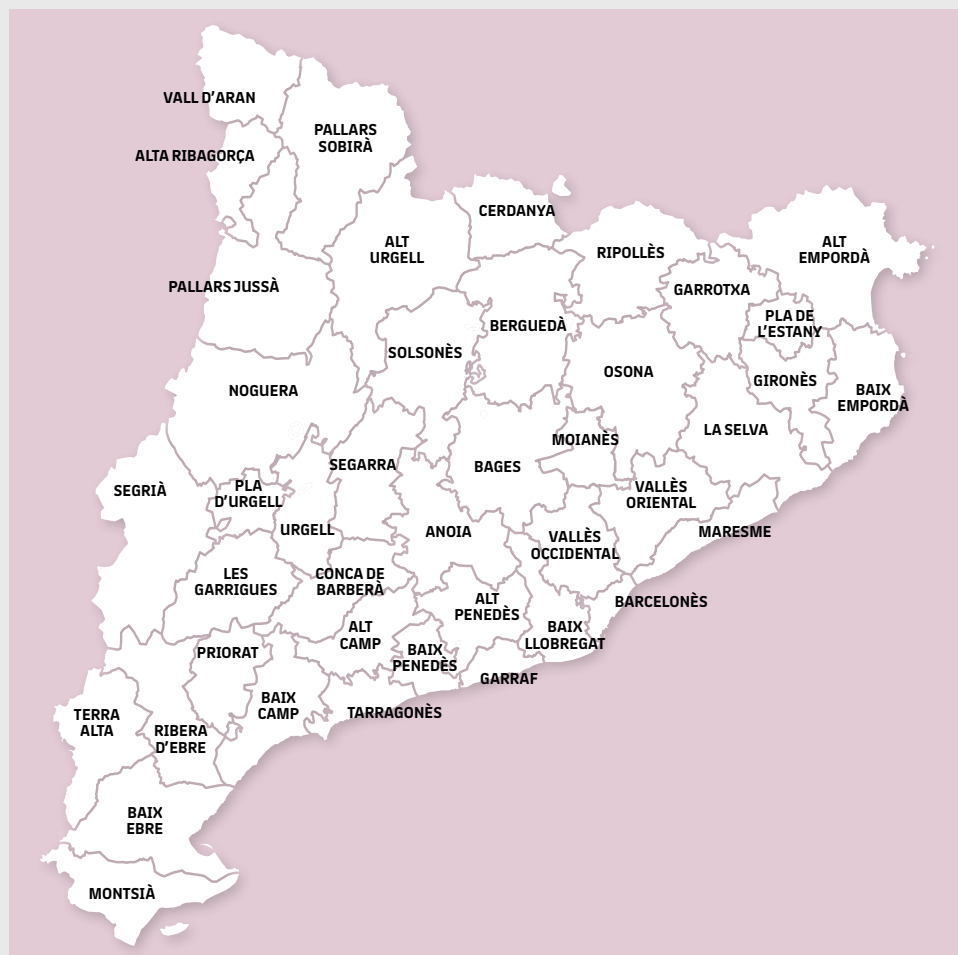 VALL D'ARAN
PALLARS
SOBIRÀ
ALTA RIBAGORÇA
CERDANYA
ALT
URGELL
RIPOLLÈS
ALT
EMPORDÀ
PALLARS JUSSÀ
GARROTXA
PLA DE
L'ESTANY
BERGUEDÀ
SOLSONÈS
OSONA
GIRONÈS
NOGUERA
BAIX
EMPORDÀ
LA SELVA
MOIANÈS
SEGARRA
BAGES
SEGRIÀ
PLA
D'URGELL
VALLÈS
ORIENTAL
URGELL
ANOIA
MARESME
VALLÈS
OCCIDENTAL
LES
GARRIGUES
CONCA DE
BARBERÀ
ALT
PENEDÈS
BARCELONÈS
ALT
CAMP
BAIX
LLOBREGAT
PRIORAT
BAIX
PENEDÈS
GARRAF
BAIX
CAMP
TARRAGONÈS
TERRA
ALTA
RIBERA
D'EBRE
BAIX
EBRE
MONTSIÀ